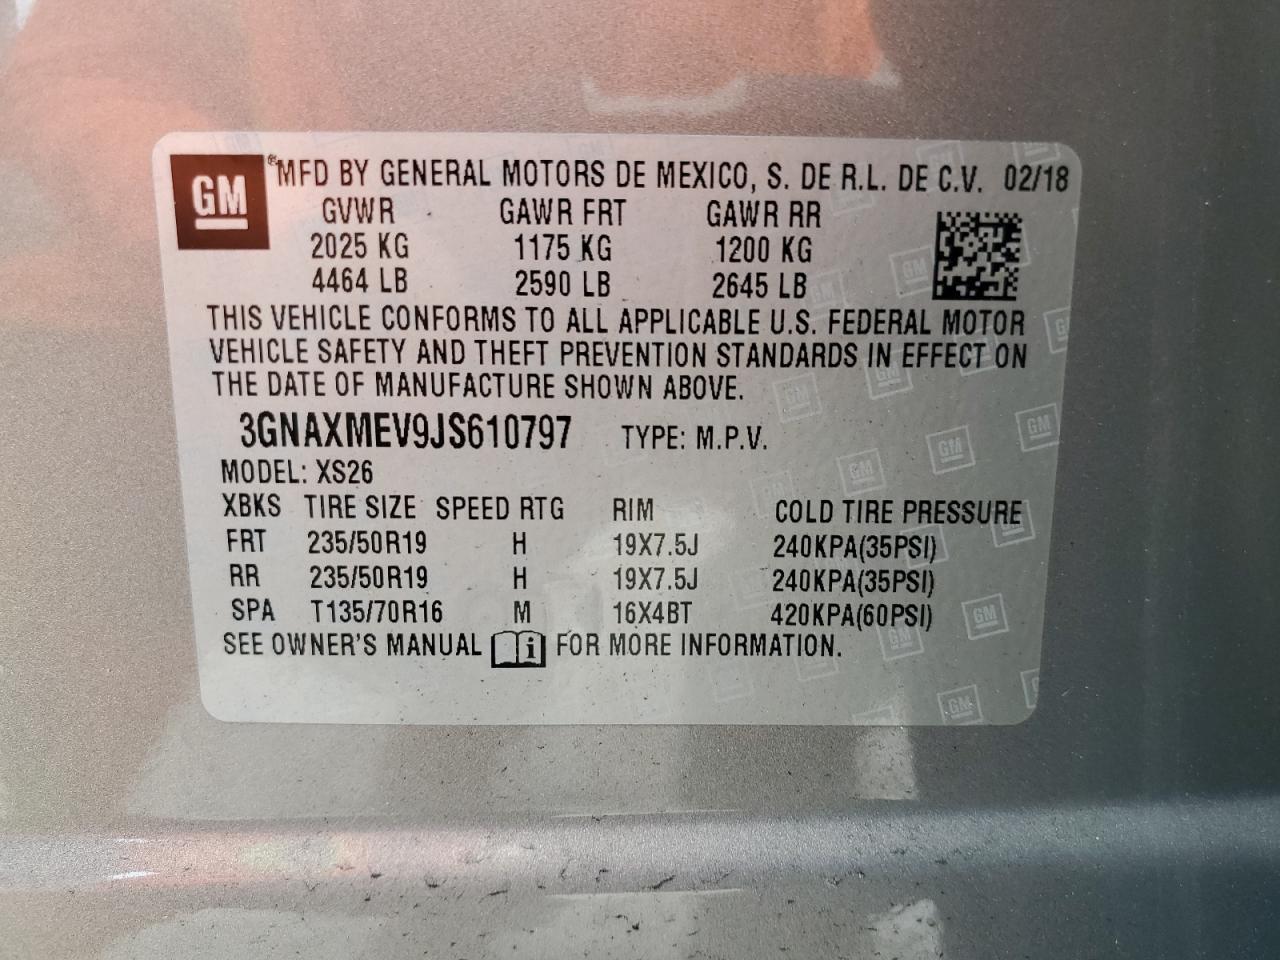 GM ® MFD BY GENERAL MOTORS DE MEXICO, S. DE R.L. DE C.V. 02/18
GVWR GAWR FRT GAWR RR
2025 KG 1175 KG 1200 KG
4464 LB 2590 LB 2645 LB
THIS VEHICLE CONFORMS TO ALL APPLICABLE U.S. FEDERAL MOTOR
VEHICLE SAFETY AND THEFT PREVENTION STANDARDS IN EFFECT ON
THE DATE OF MANUFACTURE SHOWN ABOVE.
3GNAXMEV9JS610797 TYPE: M.P.V.
MODEL: XS26
XBKS TIRE SIZE SPEED RTG RIM COLD TIRE PRESSURE
FRT 235/50R19 H 19X7.5J 240KPA(35PSI)
RR 235/50R19 H 19X7.5J 240KPA(35PSI)
SPA T135/70R16 M 16X4BT 420KPA(60PSI)
SEE OWNER'S MANUAL i FOR MORE INFORMATION.